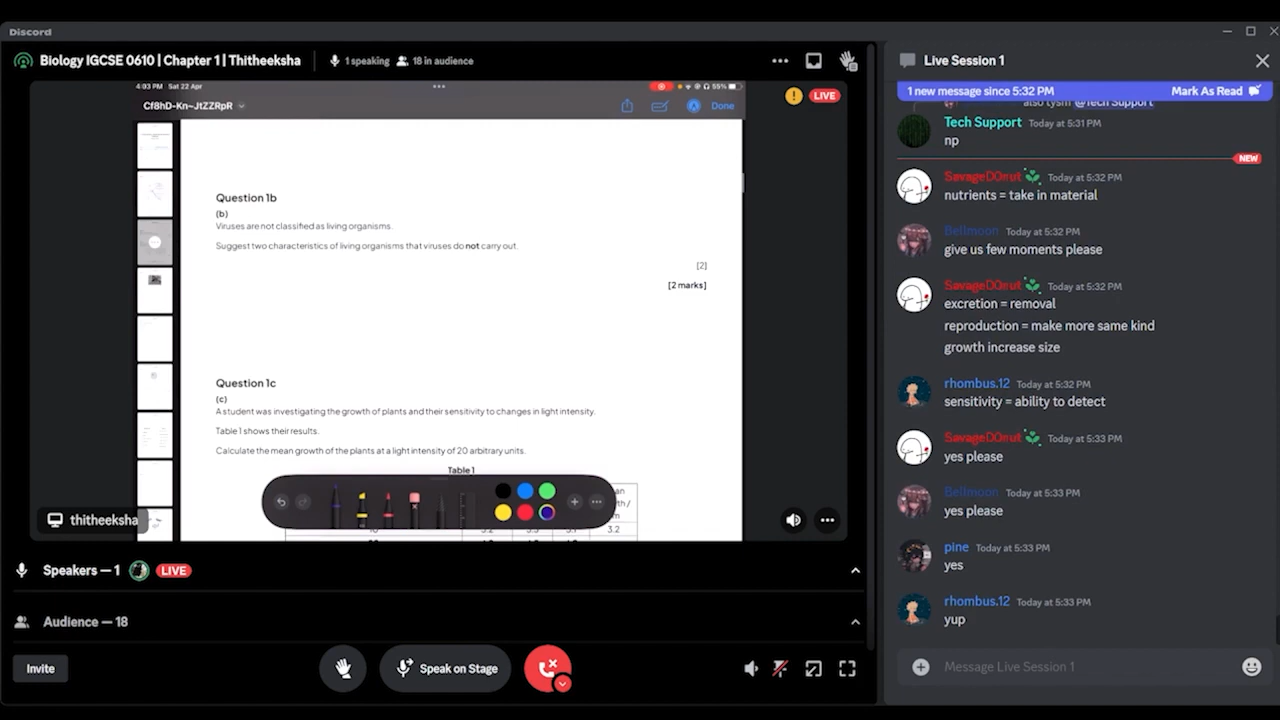 Discord
Biology IGSCE 0610 | Chapter 1 | Thitheeksha
1 speaking
18 in audience
4:03 PM Sat 22 Apr
55%
Cf8hD-Kn~JtZZRpR
Done
LIVE
Question 1b
(b)
Viruses are not classified as living organisms.
Suggest two characteristics of living organisms that viruses do not carry out.
[2]
[2 marks]
Question 1c
(c)
A student was investigating the growth of plants and their sensitivity to changes in light intensity.
Table 1 shows their results.
Calculate the mean growth of the plants at a light intensity of 20 arbitrary units.
Table 1
3.2
thitheeksha
Speakers — 1
LIVE
Audience — 18
Invite
Speak on Stage
Live Session 1
1 new message since 5:32 PM
Mark As Read
also tysm @Tech Support
Tech Support Today at 5:31 PM
np
NEW
SavageD0nut Today at 5:32 PM
nutrients = take in material
Bellmoon Today at 5:32 PM
give us few moments please
SavageD0nut Today at 5:32 PM
excretion = removal
reproduction = make more same kind
growth increase size
rhombus.12 Today at 5:32 PM
sensitivity = ability to detect
SavageD0nut Today at 5:33 PM
yes please
Bellmoon Today at 5:33 PM
yes please
pine Today at 5:33 PM
yes
rhombus.12 Today at 5:33 PM
yup
Message Live Session 1